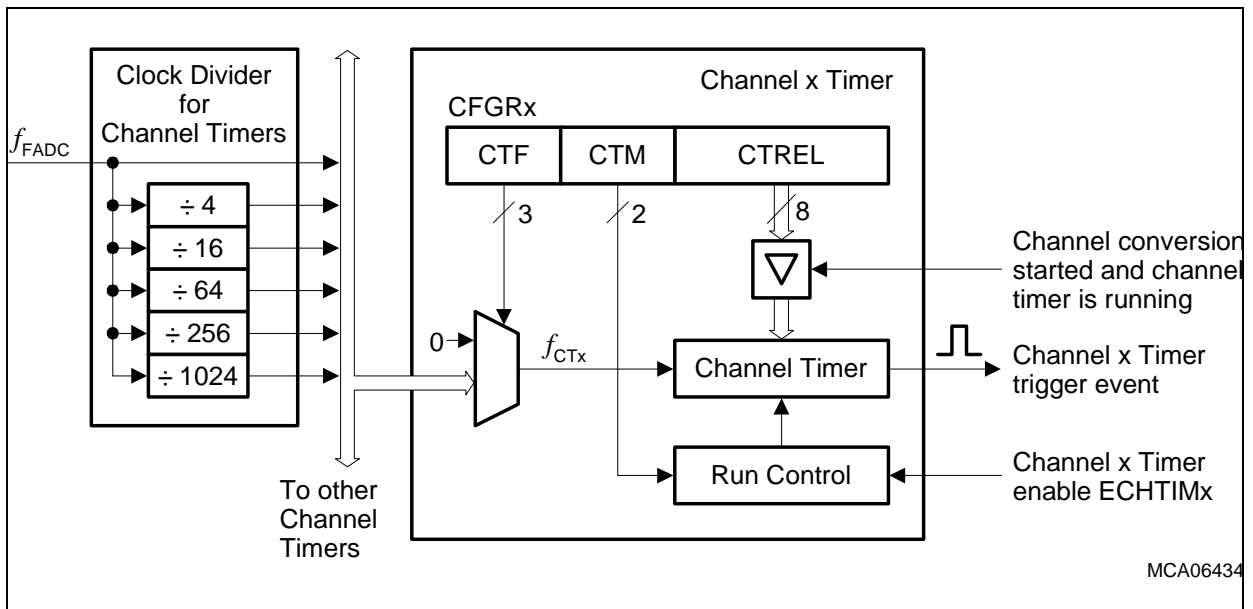 Clock Divider
for
Channel Timers
fFADC
÷ 4
÷ 16
÷ 64
÷ 256
÷ 1024
To other
Channel
Timers
Channel x Timer
CFGRx
CTF
CTM
CTREL
3
2
8
0
fCTx
Channel Timer
Run Control
Channel conversion
started and channel
timer is running
Channel x Timer
trigger event
Channel x Timer
enable ECHTIMx
MCA06434